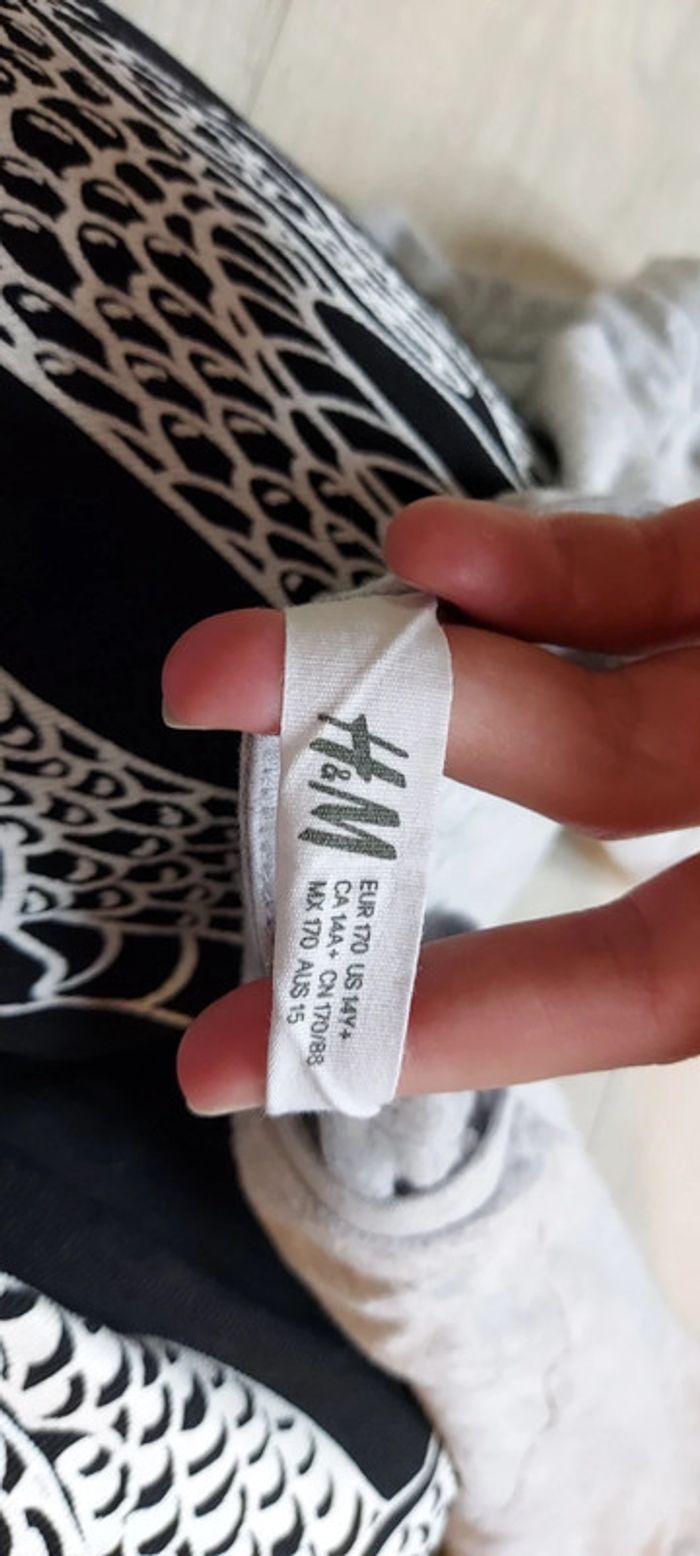 H&M
EUR 170 US 14Y+
CA 14A+ CN 170/88
MX 170 AUS 15